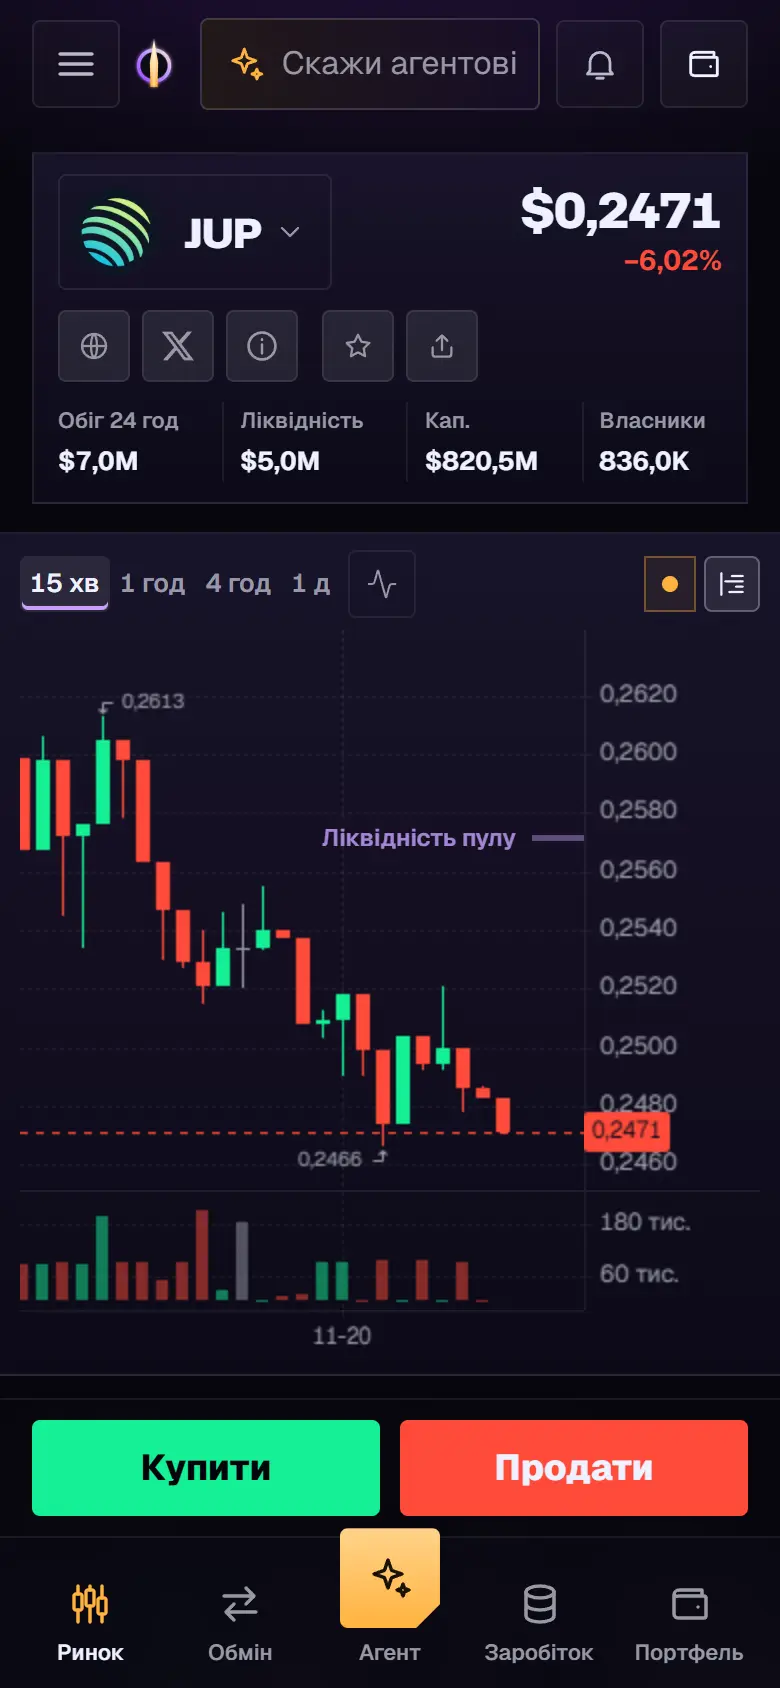 Скажи агентові
JUP
$0,2471
−6,02%
Обіг 24 год
Ліквідність
Кап.
Власники
$7,0M
$5,0M
$820,5M
836,0K
15 хв
1 год
4 год
1 д
0,2613
0,2620
0,2600
0,2580
Ліквідність пулу
0,2560
0,2540
0,2520
0,2500
0,2480
0,2471
0,2466
0,2460
180 тис.
60 тис.
11-20
Купити
Продати
Ринок
Обмін
Агент
Заробіток
Портфель